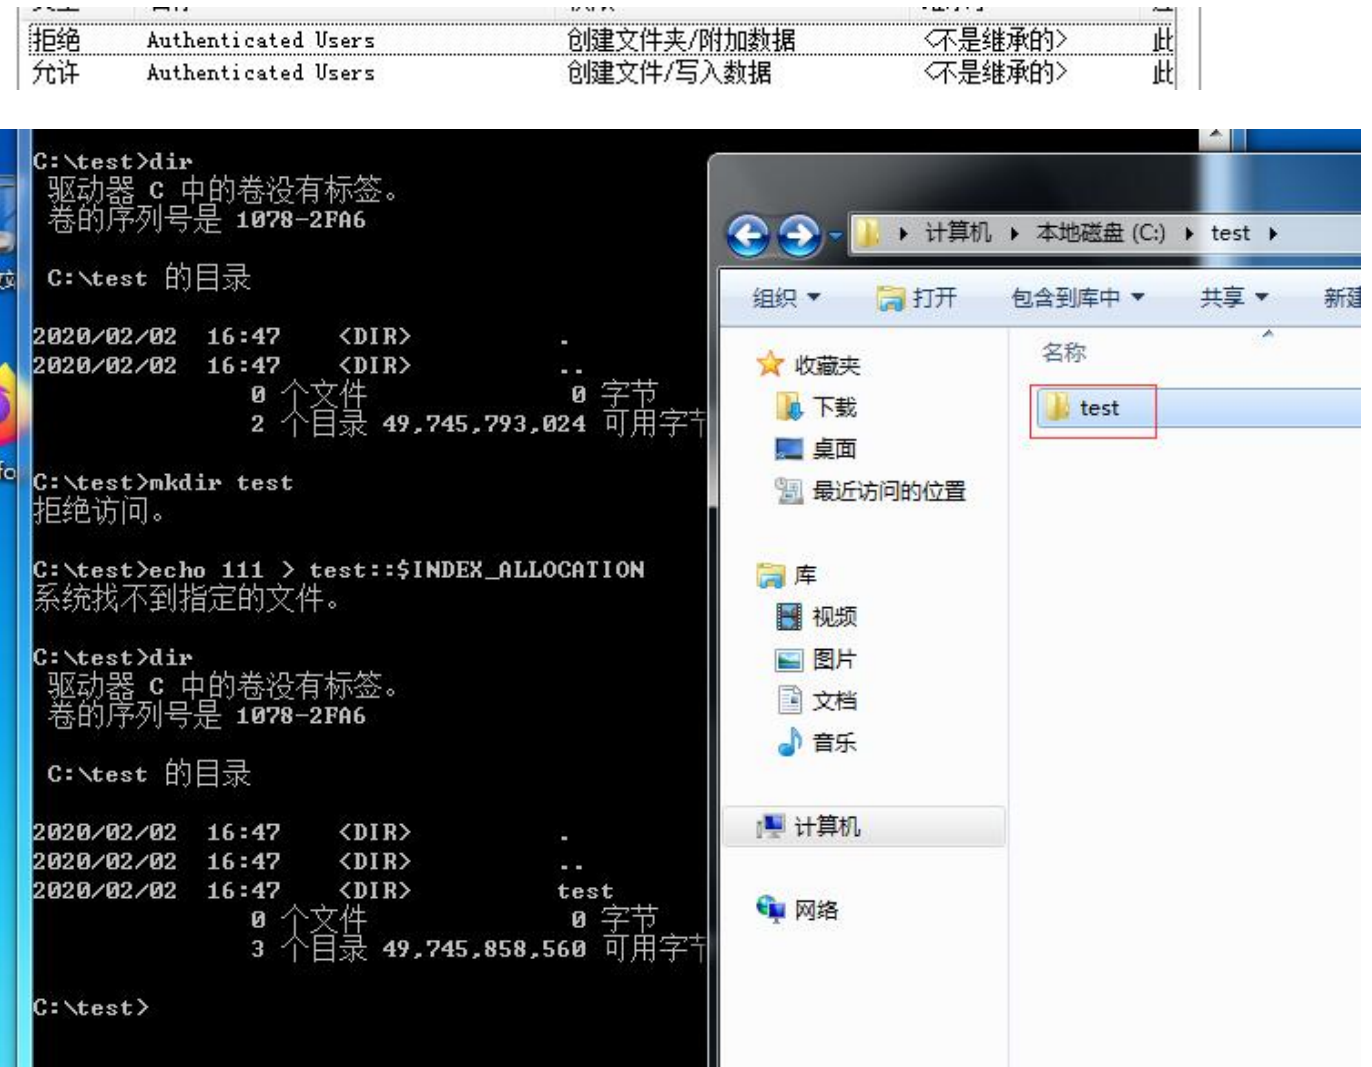 拒绝 Authenticated Users 创建文件夹/附加数据 <不是继承的> 此
允许 Authenticated Users 创建文件/写入数据 <不是继承的> 此
C:\test>dir
驱动器 C 中的卷没有标签。
卷的序列号是 1078-2FA6
C:\test 的目录
2020/02/02 16:47 <DIR> .
2020/02/02 16:47 <DIR> ..
0 个文件 0 字节
2 个目录 49,745,793,024 可用字节
C:\test>mkdir test
拒绝访问。
C:\test>echo 111 > test::$INDEX_ALLOCATION
系统找不到指定的文件。
C:\test>dir
驱动器 C 中的卷没有标签。
卷的序列号是 1078-2FA6
C:\test 的目录
2020/02/02 16:47 <DIR> .
2020/02/02 16:47 <DIR> ..
2020/02/02 16:47 <DIR> test
0 个文件 0 字节
3 个目录 49,745,858,560 可用字节
C:\test>
计算机 本地磁盘 (C:) test
组织 打开 包含到库中 共享 新建
收藏夹
下载
桌面
最近访问的位置
库
视频
图片
文档
音乐
计算机
网络
名称
test